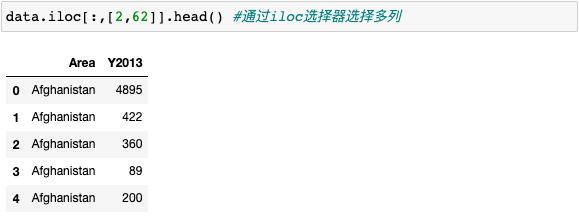 data.iloc[:,[2,62]].head() #通过iloc选择器选择多列
Area Y2013
0 Afghanistan 4895
1 Afghanistan 422
2 Afghanistan 360
3 Afghanistan 89
4 Afghanistan 200